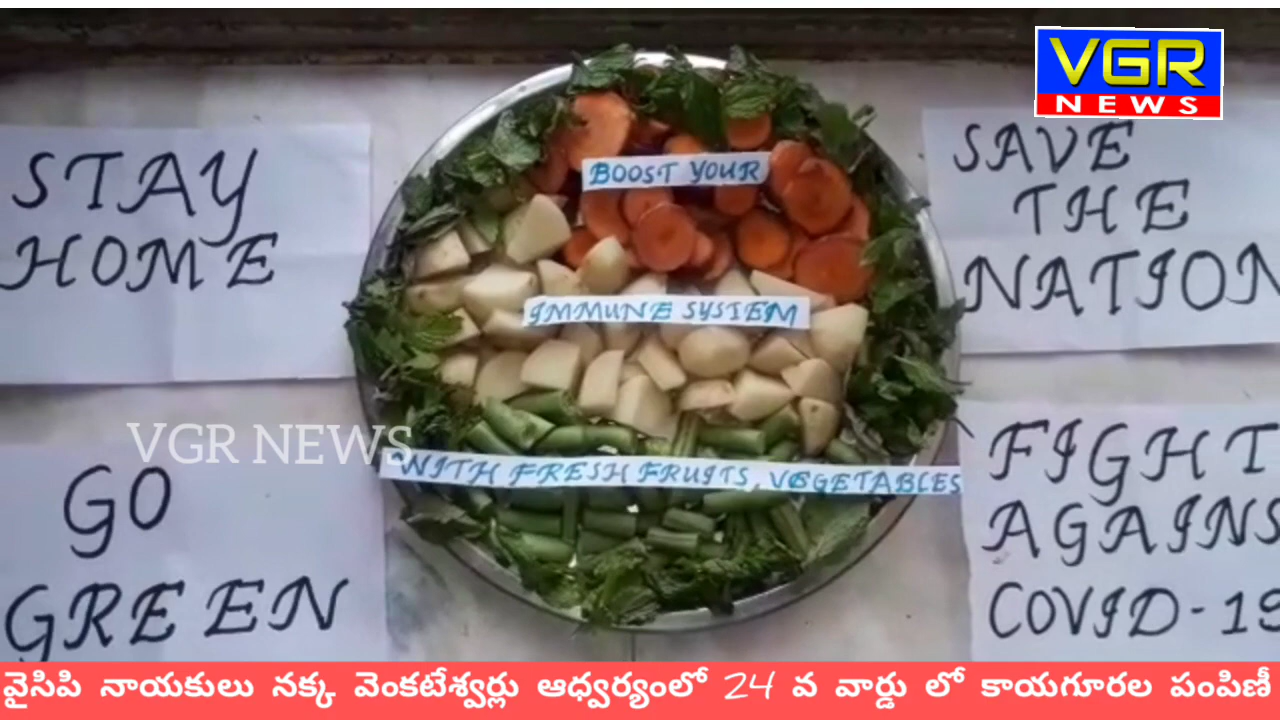 VGR
NEWS
STAY
HOME
SAVE
THE
NATION
BOOST YOUR
IMMUNE SYSTEM
WITH FRESH FRUITS, VEGETABLES
VGR NEWS
GO
GREEN
FIGHT
AGAINS
COVID-19
వైసిపి నాయకులు నక్క వెంకటేశ్వర్లు ఆధ్వర్యంలో 24 వ వార్డు లో కాయగూరల పంపిణీ